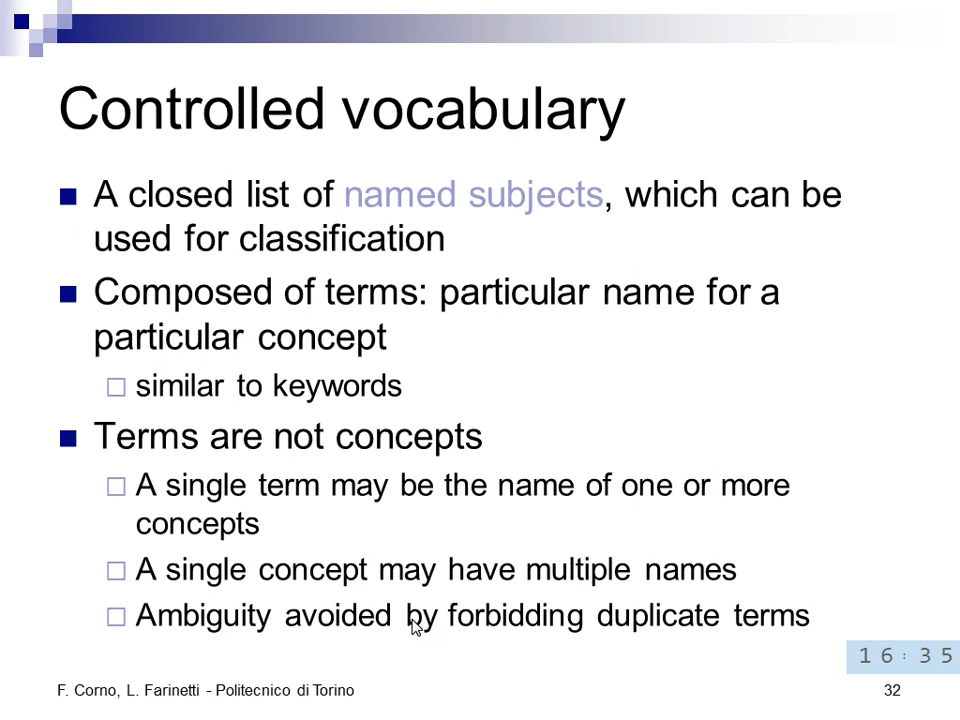 Controlled vocabulary
A closed list of named subjects, which can be
used for classification
Composed of terms: particular name for a
particular concept
similar to keywords
Terms are not concepts
A single term may be the name of one or more
concepts
A single concept may have multiple names
Ambiguity avoided by forbidding duplicate terms
16:35
F. Corno, L. Farinetti - Politecnico di Torino
32